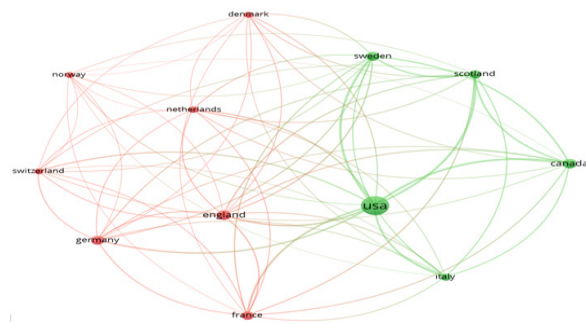 denmark
sweden
norway
scotland
netherlands
canada
switzerland
usa
england
germany
italy
france